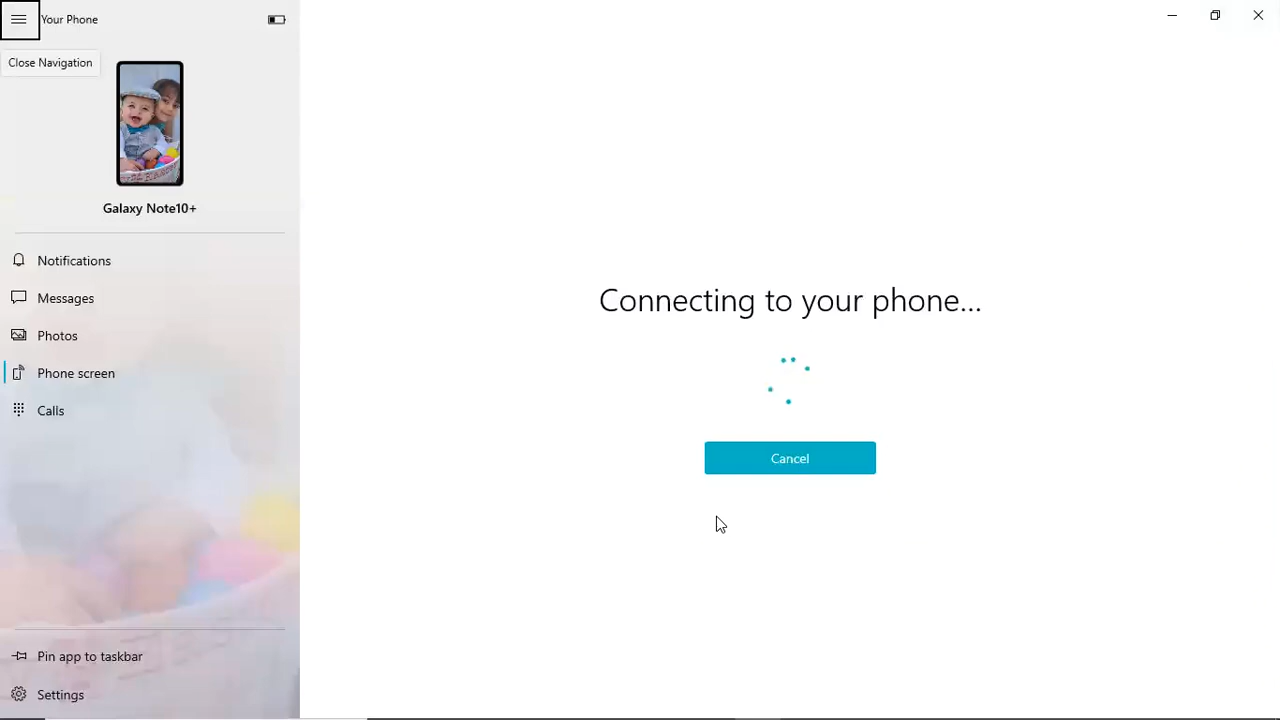 Your Phone
Close Navigation
Galaxy Note10+
Notifications
Messages
Photos
Phone screen
Calls
Pin app to taskbar
Settings
Connecting to your phone...
Cancel